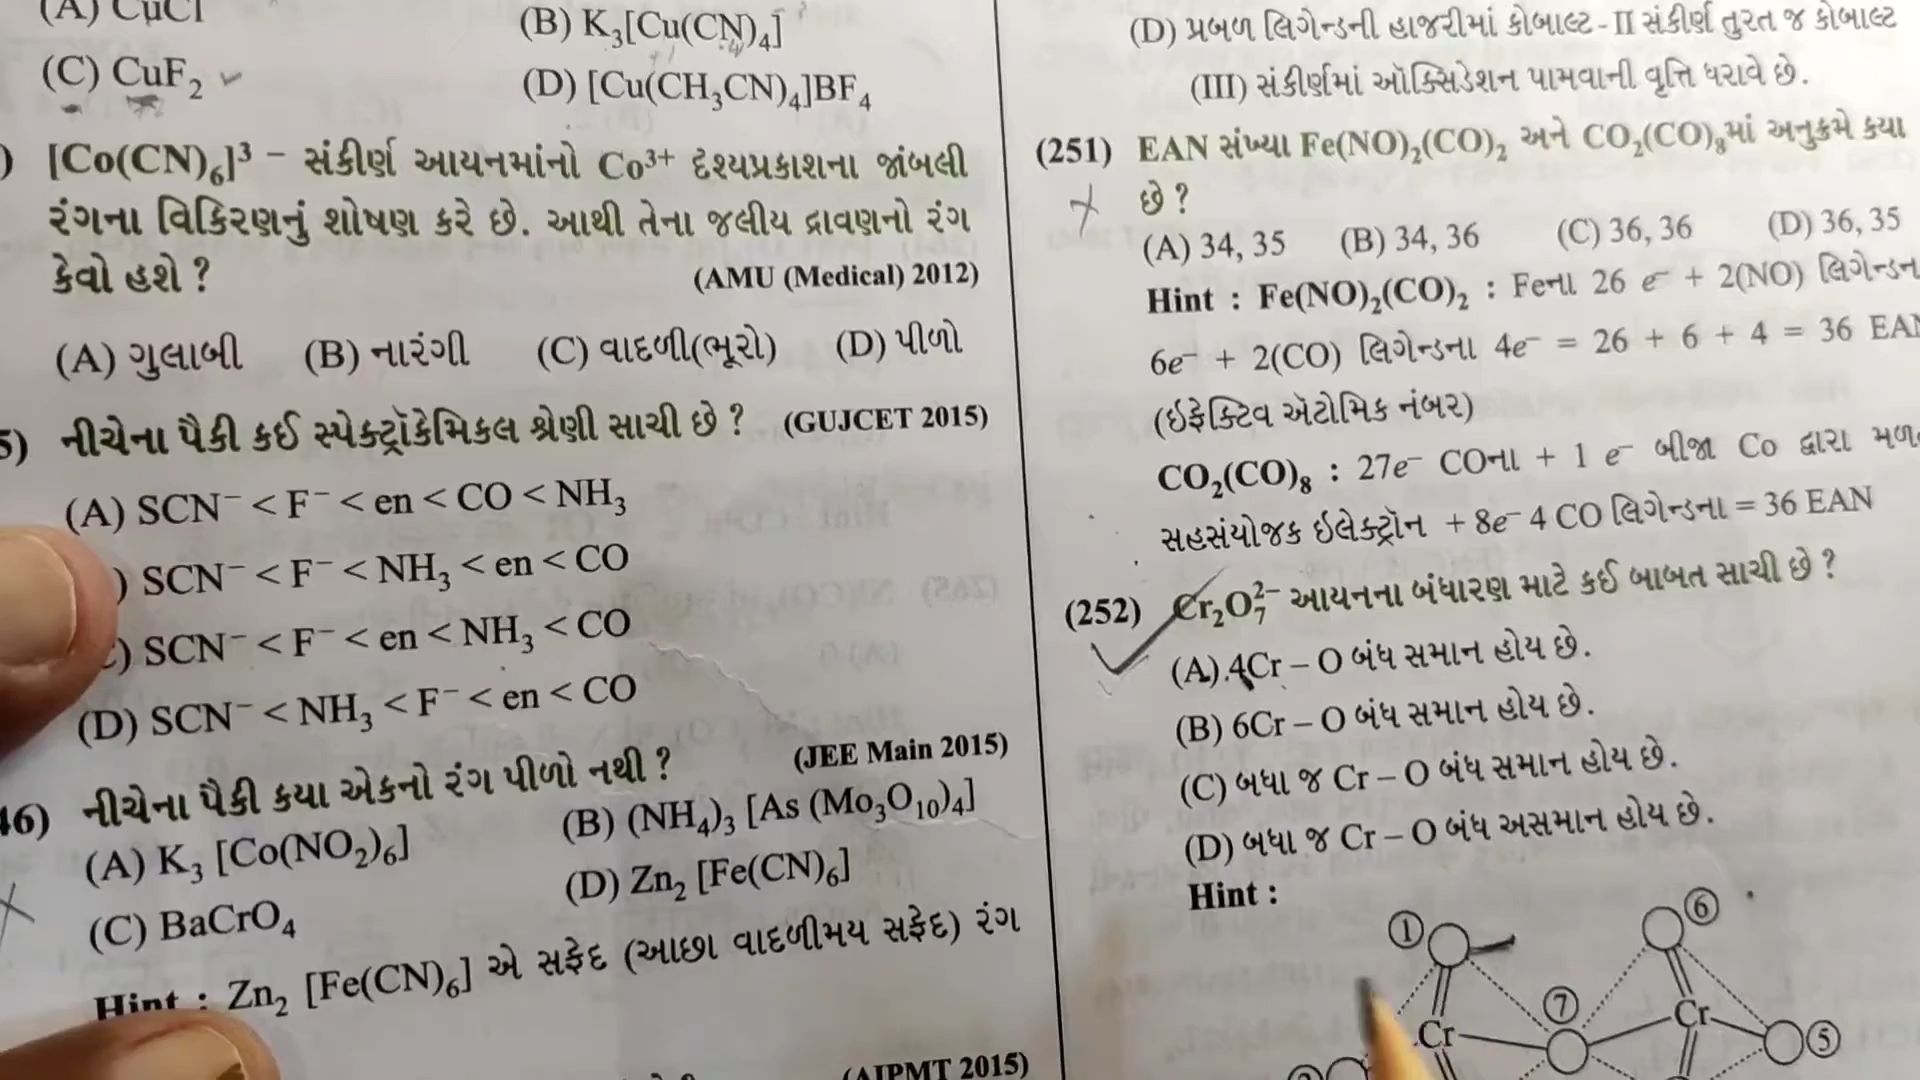 (A) CuCl
(B) K₃[Cu(CN)₄]
(C) CuF₂
(D) [Cu(CH₃CN)₄]BF₄
) [Co(CN)₆]³ – સંકીર્ણ આયનમાંનો Co³⁺ દૃશ્યપ્રકાશના જાંબલી
રંગના વિકિરણનું શોષણ કરે છે. આથી તેના જલીય દ્રાવણનો રંગ
કેવો હશે ? (AMU (Medical) 2012)
(A) ગુલાબી (B) નારંગી (C) વાદળી(ભૂરો) (D) પીળો
5) નીચેના પૈકી કઈ સ્પેક્ટ્રૉકેમિકલ શ્રેણી સાચી છે ? (GUJCET 2015)
(A) SCN⁻ < F⁻ < en < CO < NH₃
) SCN⁻ < F⁻ < NH₃ < en < CO
) SCN⁻ < F⁻ < en < NH₃ < CO
(D) SCN⁻ < NH₃ < F⁻ < en < CO
(JEE Main 2015)
46) નીચેના પૈકી કયા એકનો રંગ પીળો નથી ?
(A) K₃ [Co(NO₂)₆]
(B) (NH₄)₃ [As (Mo₃O₁₀)₄]
(C) BaCrO₄
(D) Zn₂ [Fe(CN)₆]
Hint : Zn₂ [Fe(CN)₆] એ સફેદ (આછા વાદળીમય સફેદ) રંગ
(AIPMT 2015)
(D) પ્રબળ લિગેન્ડની હાજરીમાં કોબાલ્ટ - II સંકીર્ણ તુરત જ કોબાલ્ટ
(III) સંકીર્ણમાં ઑક્સિડેશન પામવાની વૃત્તિ ધરાવે છે.
(251) EAN સંખ્યા Fe(NO)₂(CO)₂ અને CO₂(CO)₈માં અનુક્રમે કયા
છે ?
(A) 34, 35 (B) 34, 36 (C) 36, 36 (D) 36, 35
Hint : Fe(NO)₂(CO)₂ : Feના 26 e⁻ + 2(NO) લિગેન્ડન
6e⁻ + 2(CO) લિગેન્ડના 4e⁻ = 26 + 6 + 4 = 36 EAN
(ઈફેક્ટિવ ઍટોમિક નંબર)
CO₂(CO)₈ : 27e⁻ COના + 1 e⁻ બીજા Co દ્વારા મળ
સહસંયોજક ઈલેક્ટ્રૉન + 8e⁻ 4 CO લિગેન્ડના = 36 EAN
(252) Cr₂O₇²⁻ આયનના બંધારણ માટે કઈ બાબત સાચી છે ?
(A) 4Cr – O બંધ સમાન હોય છે.
(B) 6Cr – O બંધ સમાન હોય છે.
(C) બધા જ Cr – O બંધ સમાન હોય છે.
(D) બધા જ Cr – O બંધ અસમાન હોય છે.
Hint :
① ⑥
⑦ Cr
Cr ⑤